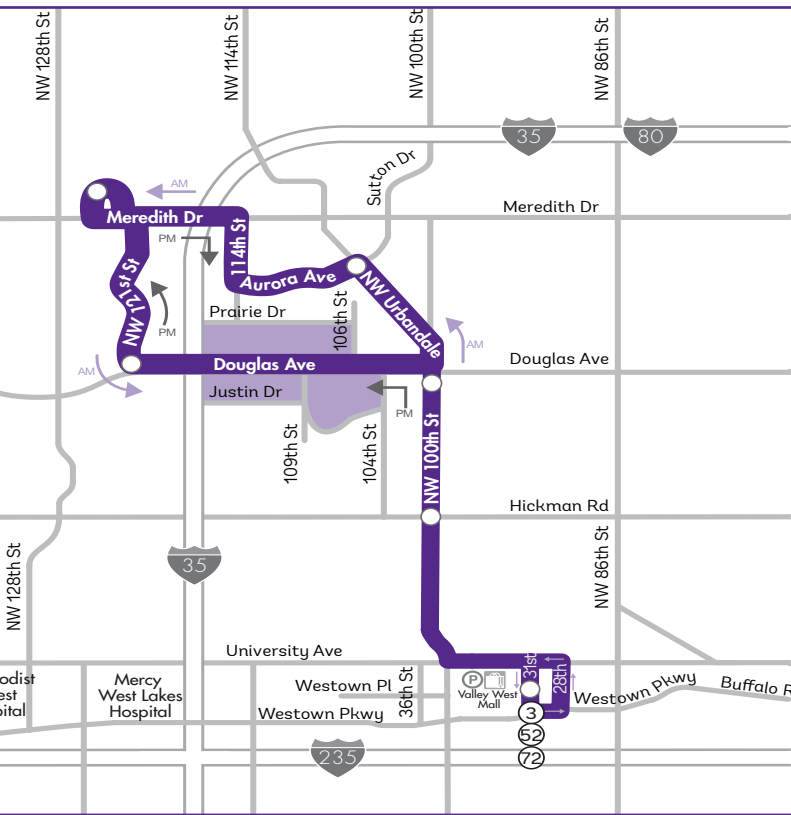 NW 128th St
NW 114th St
NW 100th St
NW 86th St
35
80
Sutton Dr
AM
Meredith Dr
Meredith Dr
PM
114th St
Aurora Ave
NW Urbandale
NW 121st St
PM
Prairie Dr
106th St
AM
Douglas Ave
Douglas Ave
AM
Justin Dr
PM
109th St
104th St
NW 100th St
Hickman Rd
NW 128th St
35
NW 86th St
University Ave
odist
est
pital
Mercy
West Lakes
Hospital
Westown Pl
36th St
P
Valley West
Mall
31st
28th
Westown Pkwy
Buffalo R
Westown Pkwy
3
52
72
235